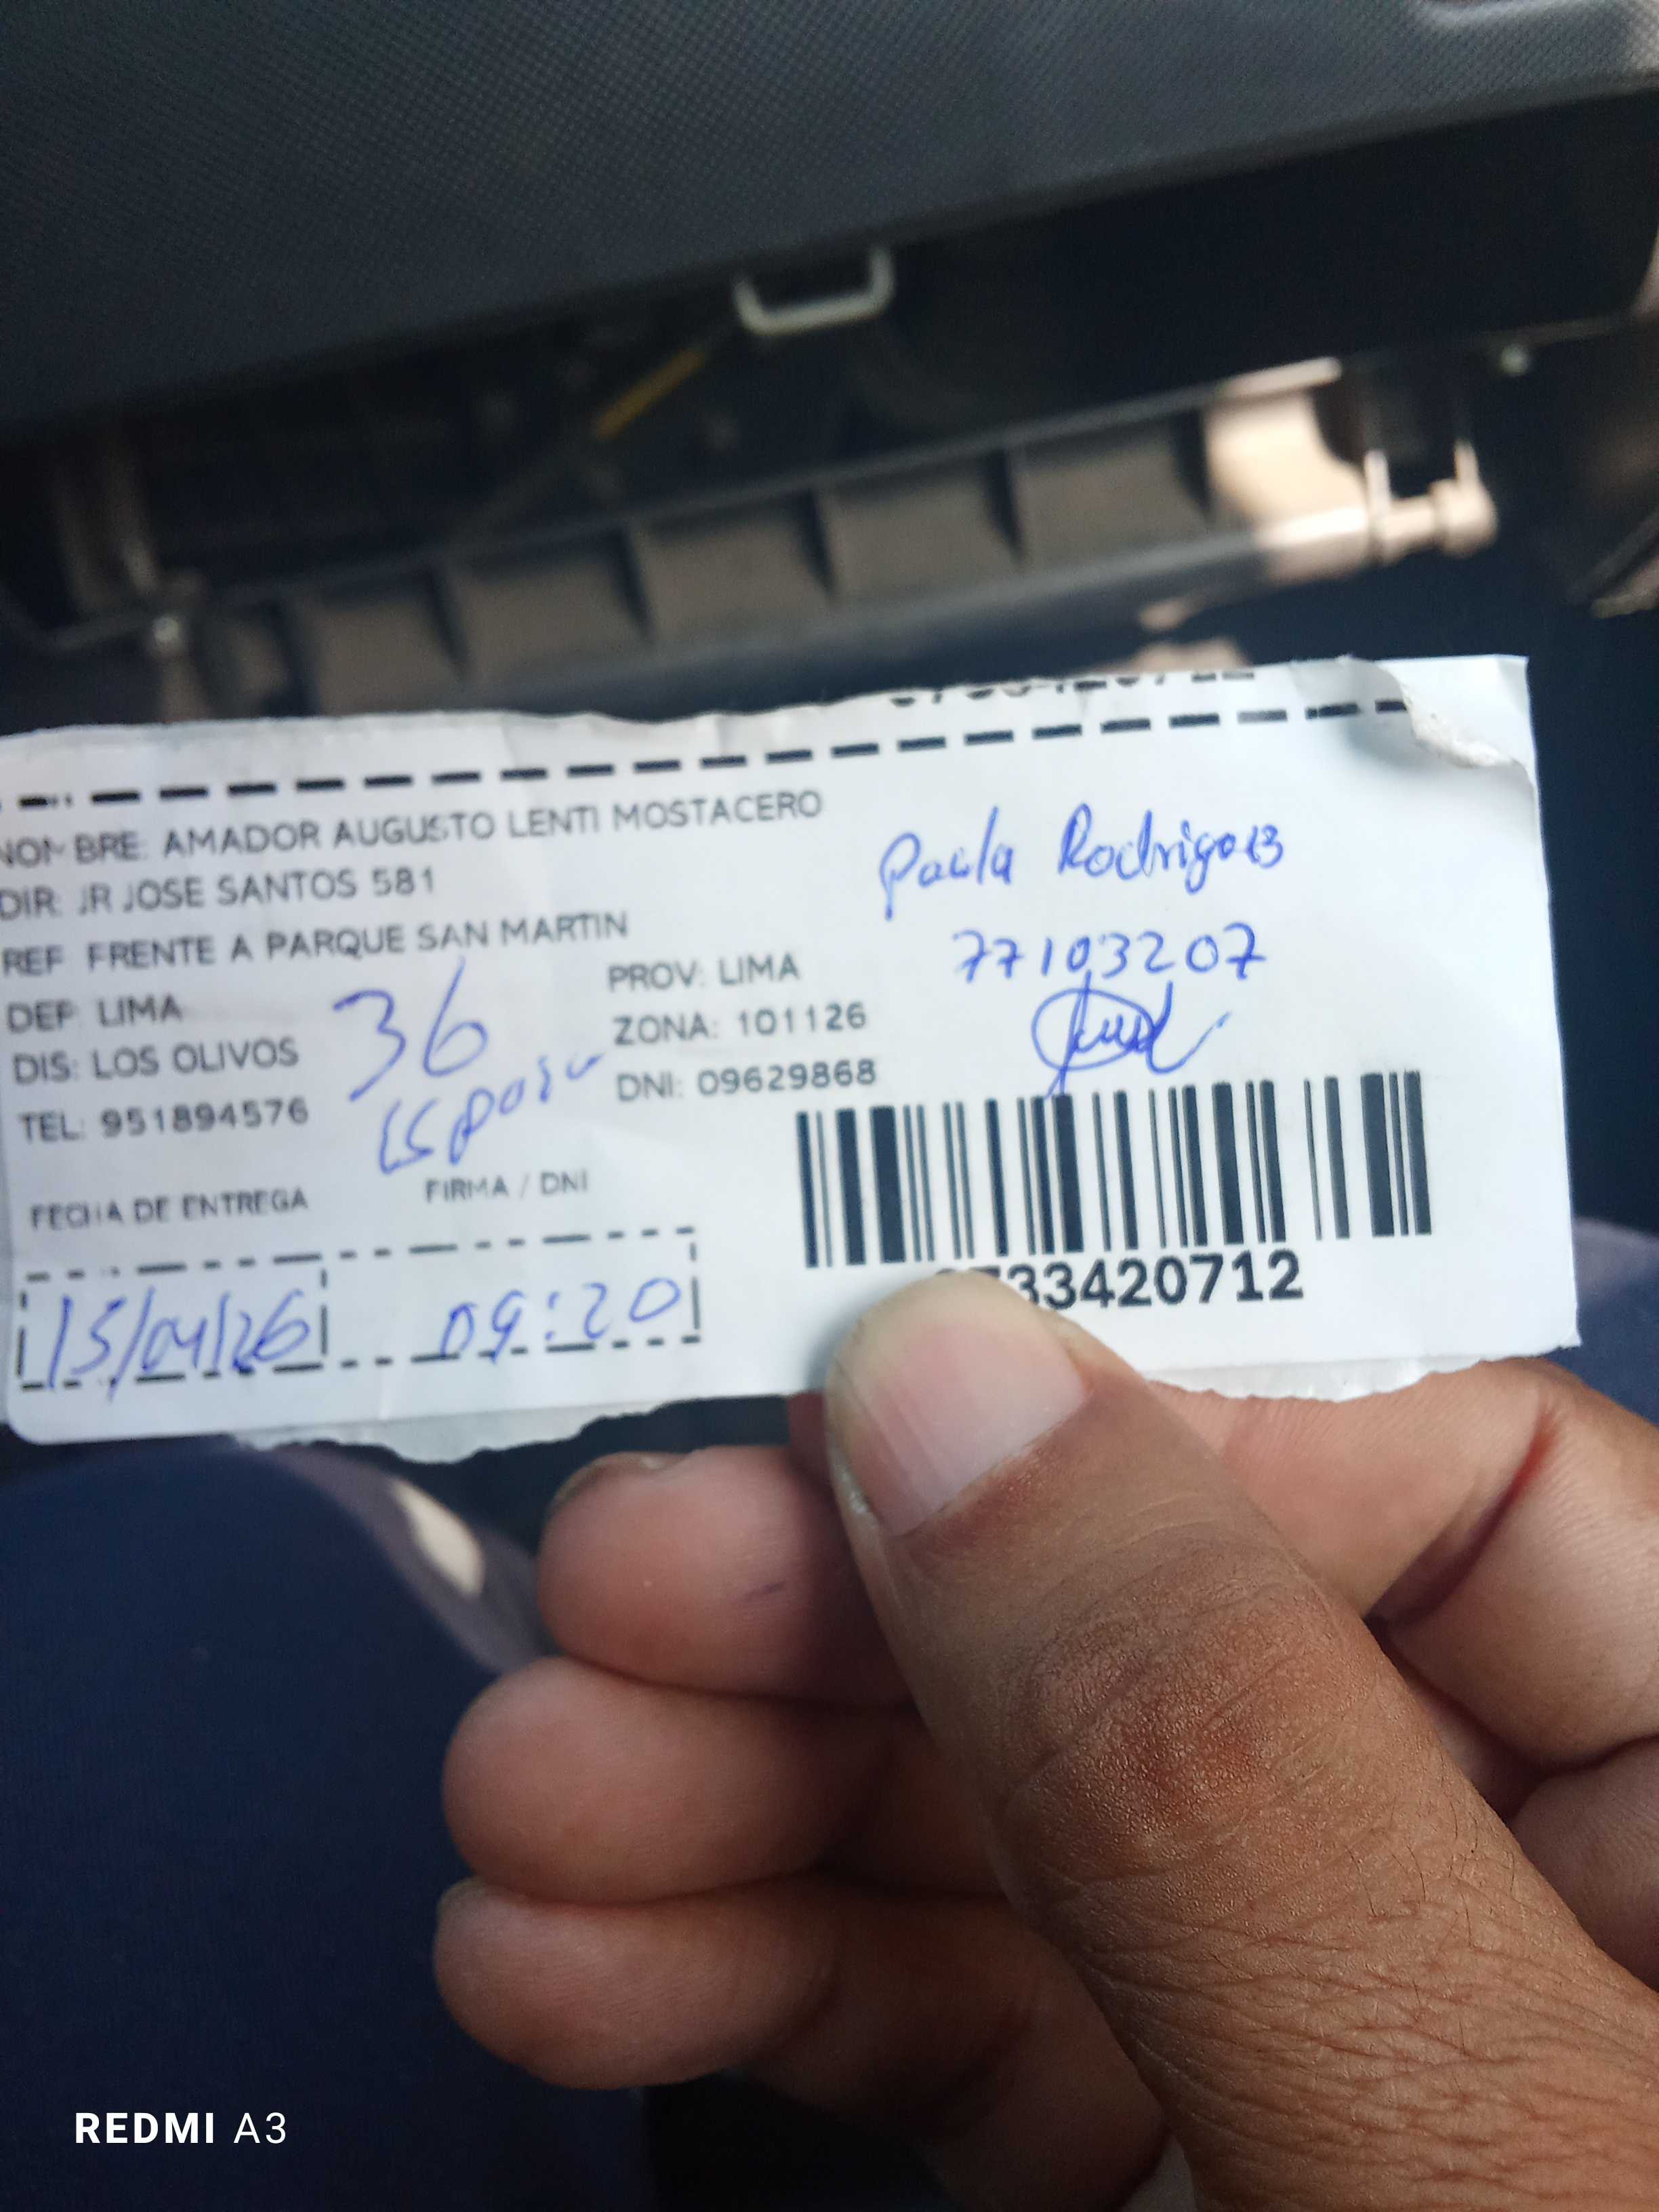 NOMBRE: AMADOR AUGUSTO LENTI MOSTACERO
DIR: JR JOSE SANTOS 581
REF FRENTE A PARQUE SAN MARTIN
DEP LIMA
PROV: LIMA
DIS: LOS OLIVOS
ZONA: 101126
TEL: 951894576
DNI: 09629868
36
Esposa
FECHA DE ENTREGA
FIRMA / DNI
15/04/26
09:20
Paola Rodrigo
77103207
33420712
REDMI A3